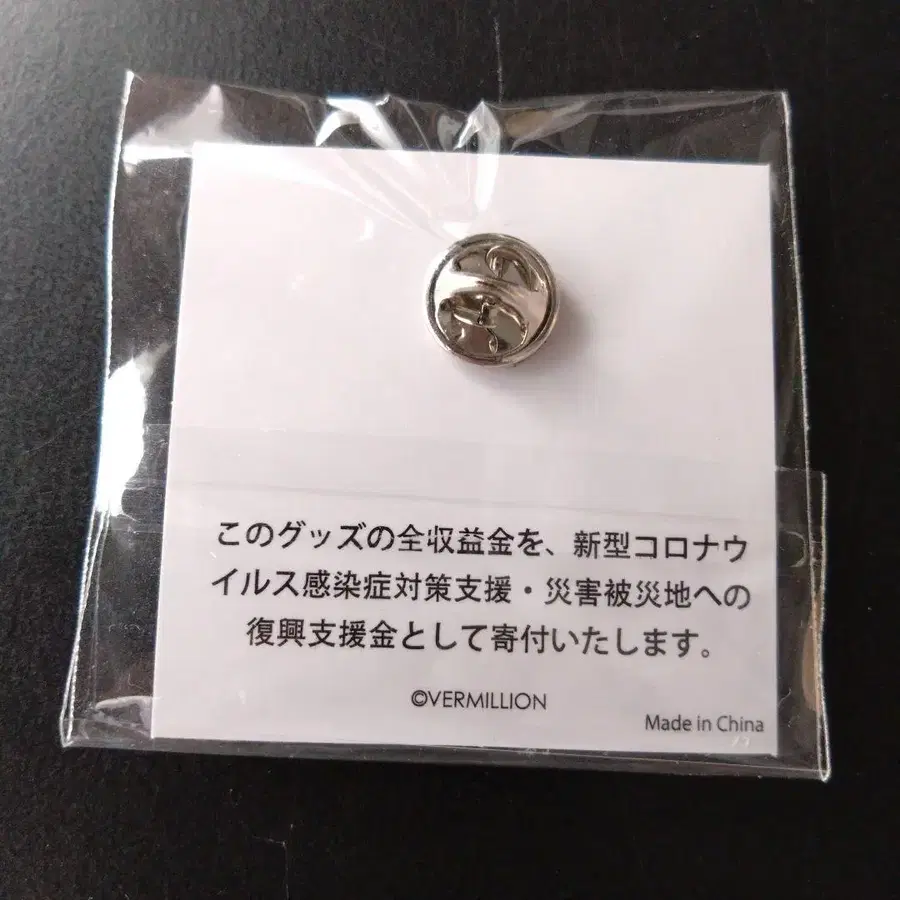 このグッズの全収益金を、新型コロナウ
イルス感染症対策支援・災害被災地への
復興支援金として寄付いたします。
©VERMILLION
Made in China